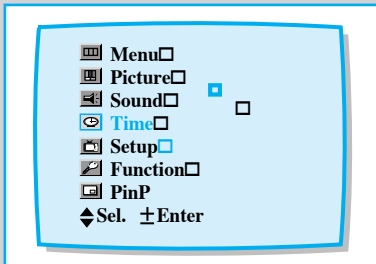 Menu□
Picture□
Sound□
Time□
Setup□
Function□
PinP
Sel. ±Enter